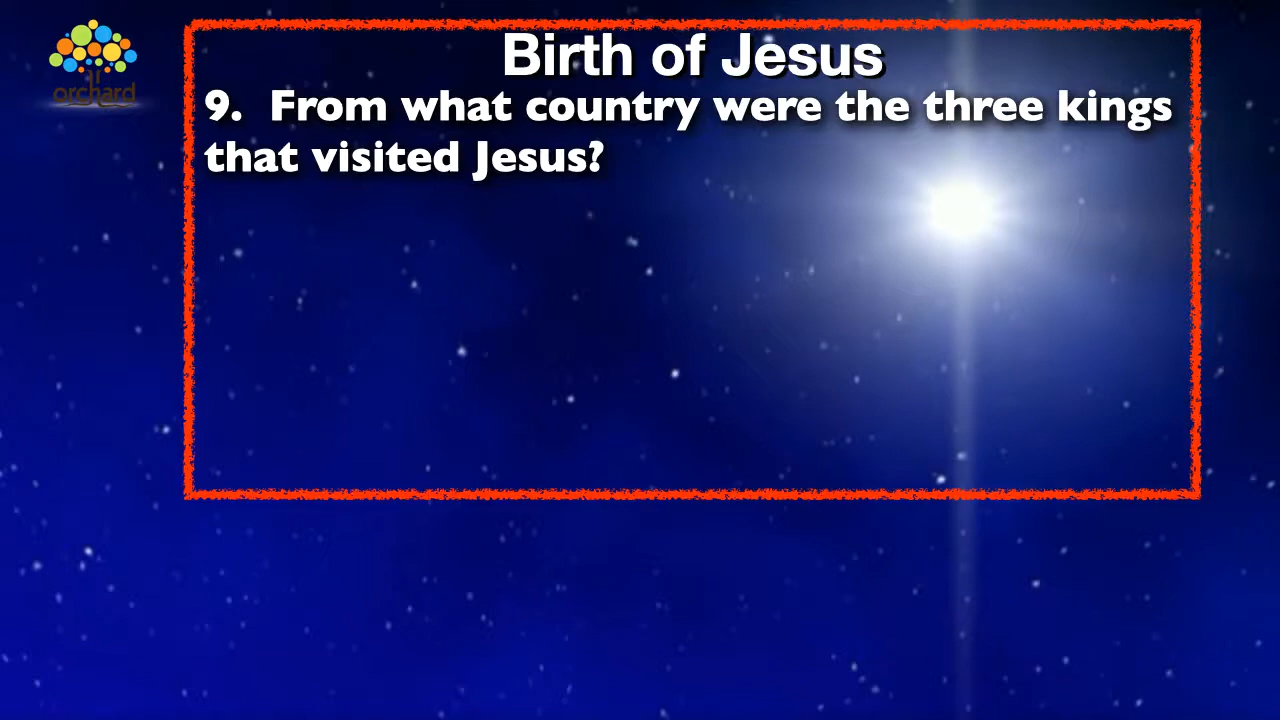 orchard
Birth of Jesus
9. From what country were the three kings
that visited Jesus?